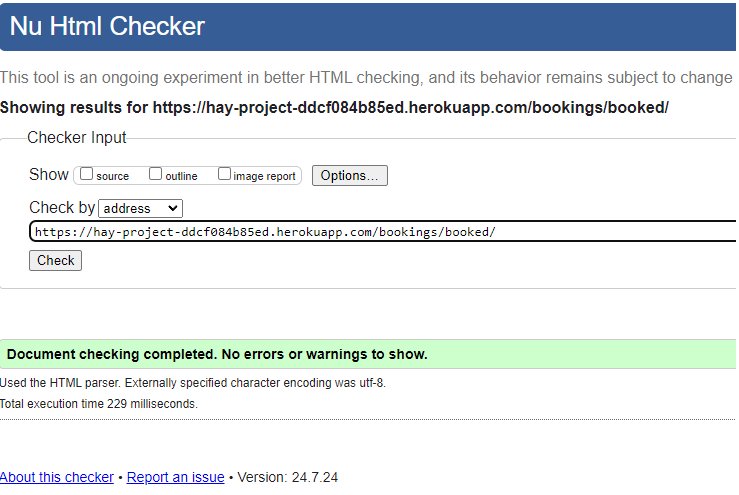 Nu Html Checker
This tool is an ongoing experiment in better HTML checking, and its behavior remains subject to change
Showing results for https://hay-project-ddcf084b85ed.herokuapp.com/bookings/booked/
Checker Input
Show source outline image report Options...
Check by address
https://hay-project-ddcf084b85ed.herokuapp.com/bookings/booked/
Check
Document checking completed. No errors or warnings to show.
Used the HTML parser. Externally specified character encoding was utf-8.
Total execution time 229 milliseconds.
About this checker • Report an issue • Version: 24.7.24